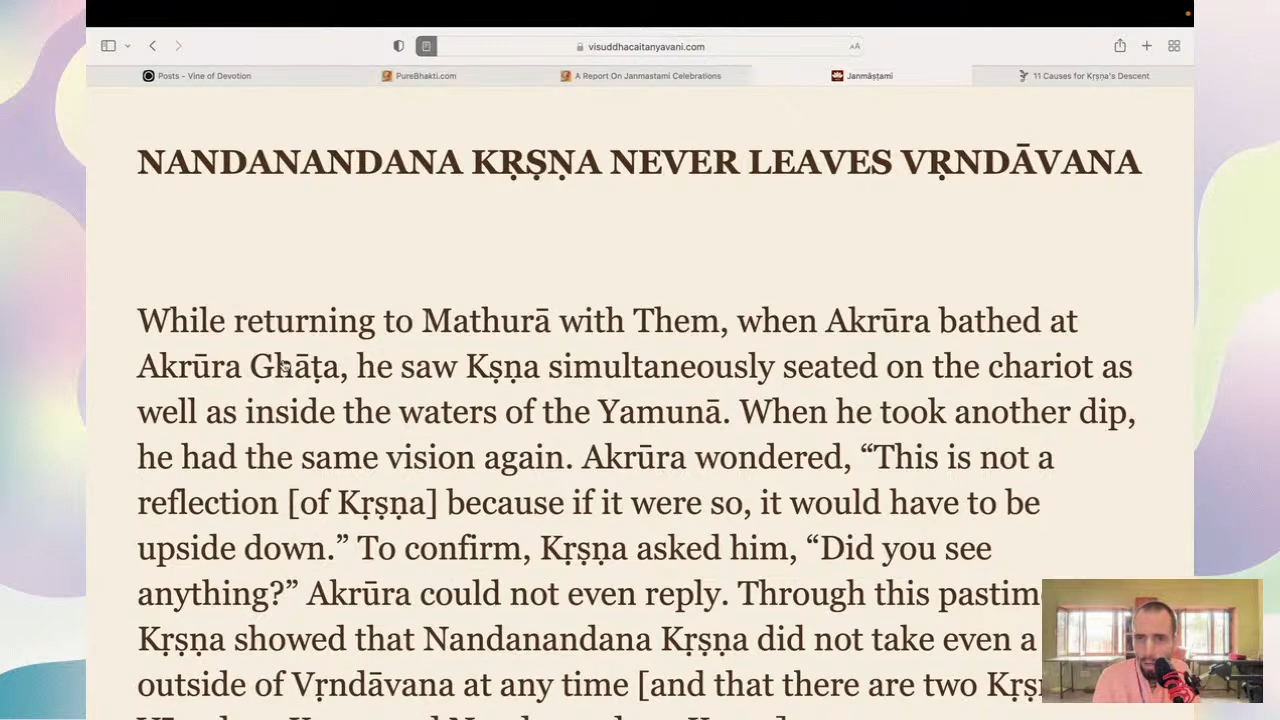 visuddhacaitanyavani.com
Posts - Vine of Devotion
PureBhakti.com
A Report On Janmastami Celebrations
Janmāṣṭamī
11 Causes for Kṛṣṇa's Descent
NANDANANDANA KṚṢṆA NEVER LEAVES VṚNDĀVANA
While returning to Mathurā with Them, when Akrūra bathed at
Akrūra Ghāṭa, he saw Kṣṇa simultaneously seated on the chariot as
well as inside the waters of the Yamunā. When he took another dip,
he had the same vision again. Akrūra wondered, “This is not a
reflection [of Kṛṣṇa] because if it were so, it would have to be
upside down.” To confirm, Kṛṣṇa asked him, “Did you see
anything?” Akrūra could not even reply. Through this
Kṛṣṇa showed that Nandanandana Kṛṣṇa did not take even a
outside of Vṛndāvana at any time [and that there are two